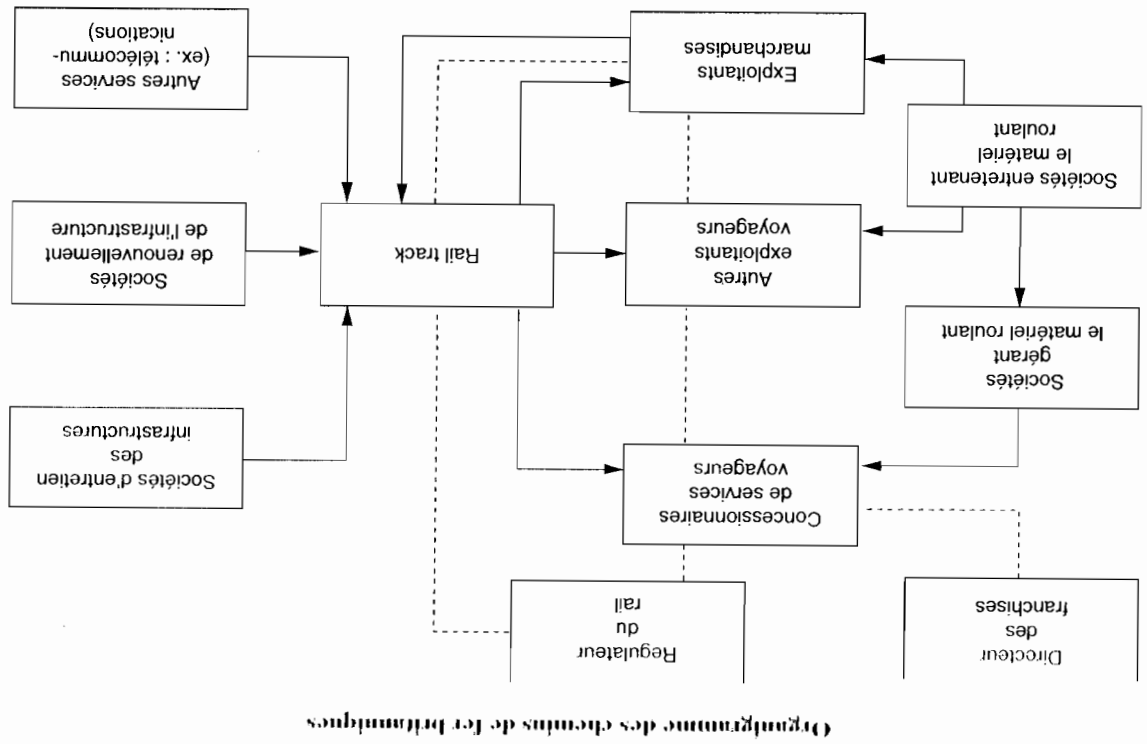 Organigramme des chemins de fer britanniques
Directeur
des
franchises
Regulateur
du
rail
Concessionnaires
de services
voyageurs
Sociétés d'entretien
des
infrastructures
Sociétés
gérant
le matériel roulant
Autres
exploitants
voyageurs
Rail track
Sociétés
de renouvellement
de l'infrastructure
Sociétés entretenant
le matériel
roulant
Exploitants
marchandises
Autres services
(ex. : télécommu-
nications)